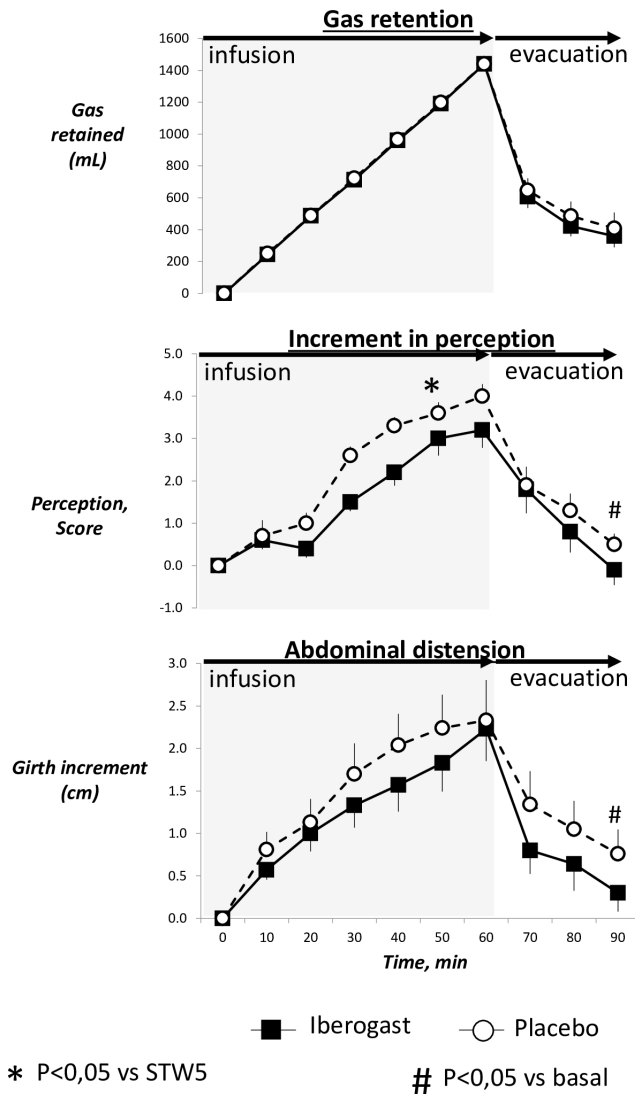 Gas retention
infusion
evacuation
Gas
retained
(mL)
1600
1400
1200
1000
800
600
400
200
0
Increment in perception
infusion
evacuation
*
#
Perception,
Score
5.0
4.0
3.0
2.0
1.0
0.0
-1.0
Abdominal distension
infusion
evacuation
#
Girth increment
(cm)
3.0
2.5
2.0
1.5
1.0
0.5
0.0
0 10 20 30 40 50 60 70 80 90
Time, min
Iberogast Placebo
* P<0,05 vs STW5 # P<0,05 vs basal